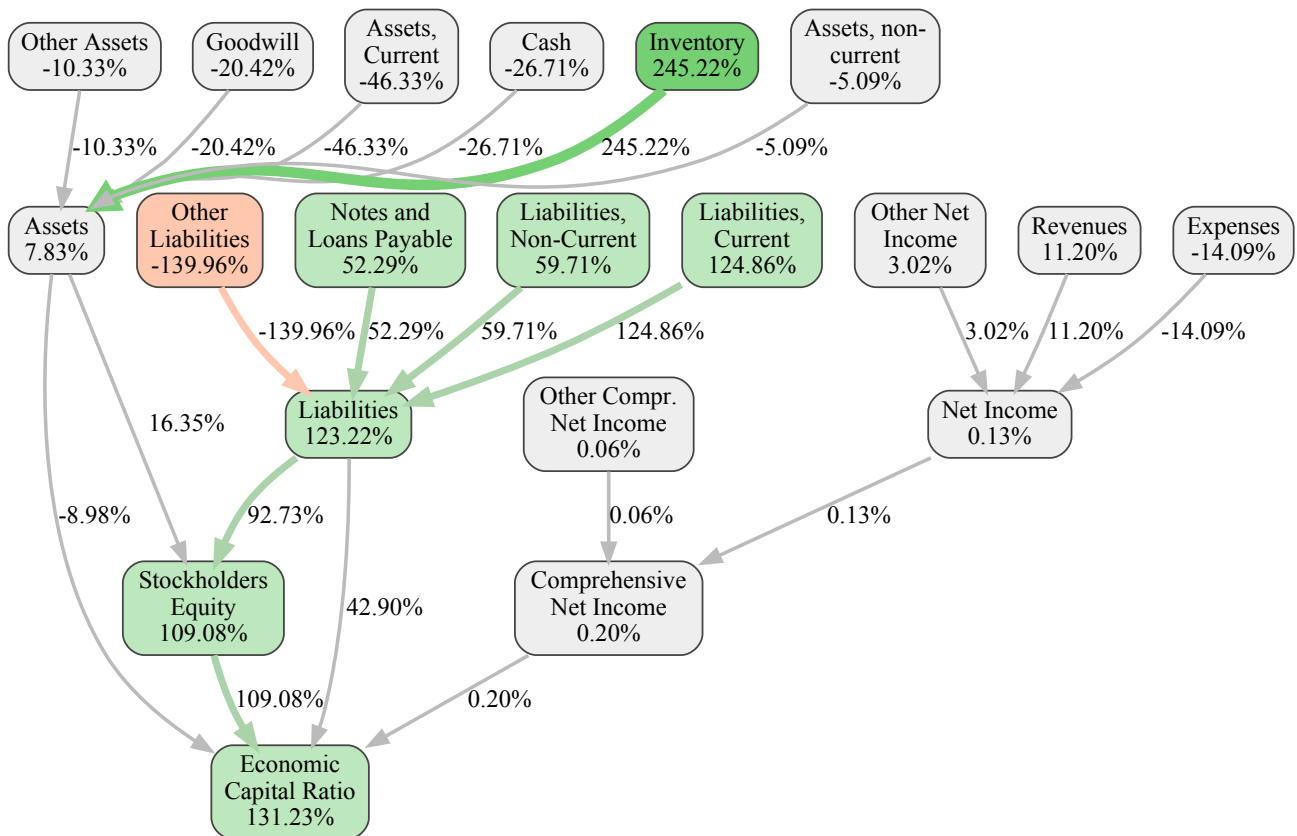 Other Assets
-10.33%
Goodwill
-20.42%
Assets,
Current
-46.33%
Cash
-26.71%
Inventory
245.22%
Assets, non-
current
-5.09%
-10.33%
-20.42%
-46.33%
-26.71%
245.22%
-5.09%
Assets
7.83%
Other
Liabilities
-139.96%
Notes and
Loans Payable
52.29%
Liabilities,
Non-Current
59.71%
Liabilities,
Current
124.86%
Other Net
Income
3.02%
Revenues
11.20%
Expenses
-14.09%
-139.96%
52.29%
59.71%
124.86%
3.02%
11.20%
-14.09%
16.35%
Liabilities
123.22%
Other Compr.
Net Income
0.06%
Net Income
0.13%
-8.98%
92.73%
0.06%
0.13%
Stockholders
Equity
109.08%
42.90%
Comprehensive
Net Income
0.20%
109.08%
0.20%
Economic
Capital Ratio
131.23%